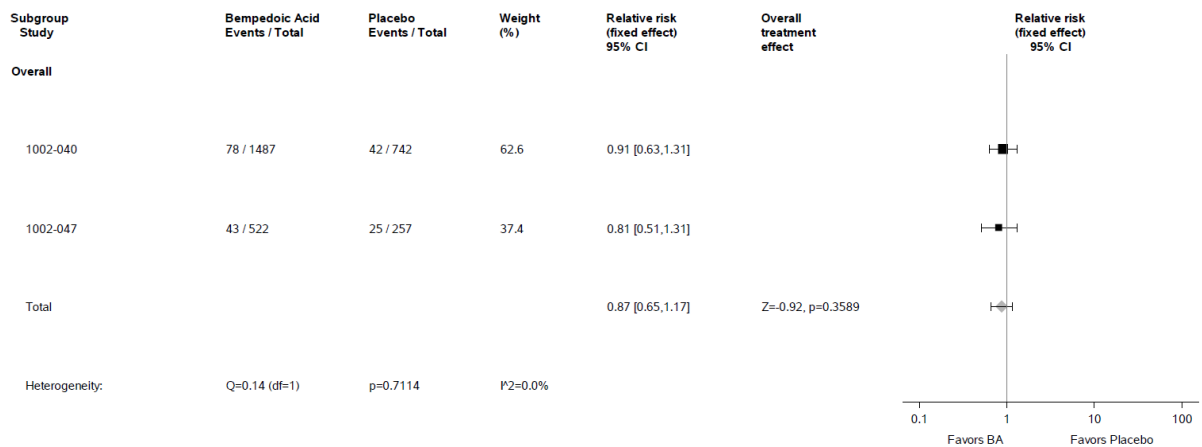 Subgroup Bempedoic Acid Placebo Weight Relative risk Overall Relative risk
Study Events / Total Events / Total (%) (fixed effect) treatment (fixed effect)
95% CI effect 95% CI
Overall
1002-040 78 / 1487 42 / 742 62.6 0.91 [0.63,1.31]
1002-047 43 / 522 25 / 257 37.4 0.81 [0.51,1.31]
Total 0.87 [0.65,1.17] Z=-0.92, p=0.3589
Heterogeneity: Q=0.14 (df=1) p=0.7114 I^2=0.0%
0.1 1 10 100
Favors BA Favors Placebo